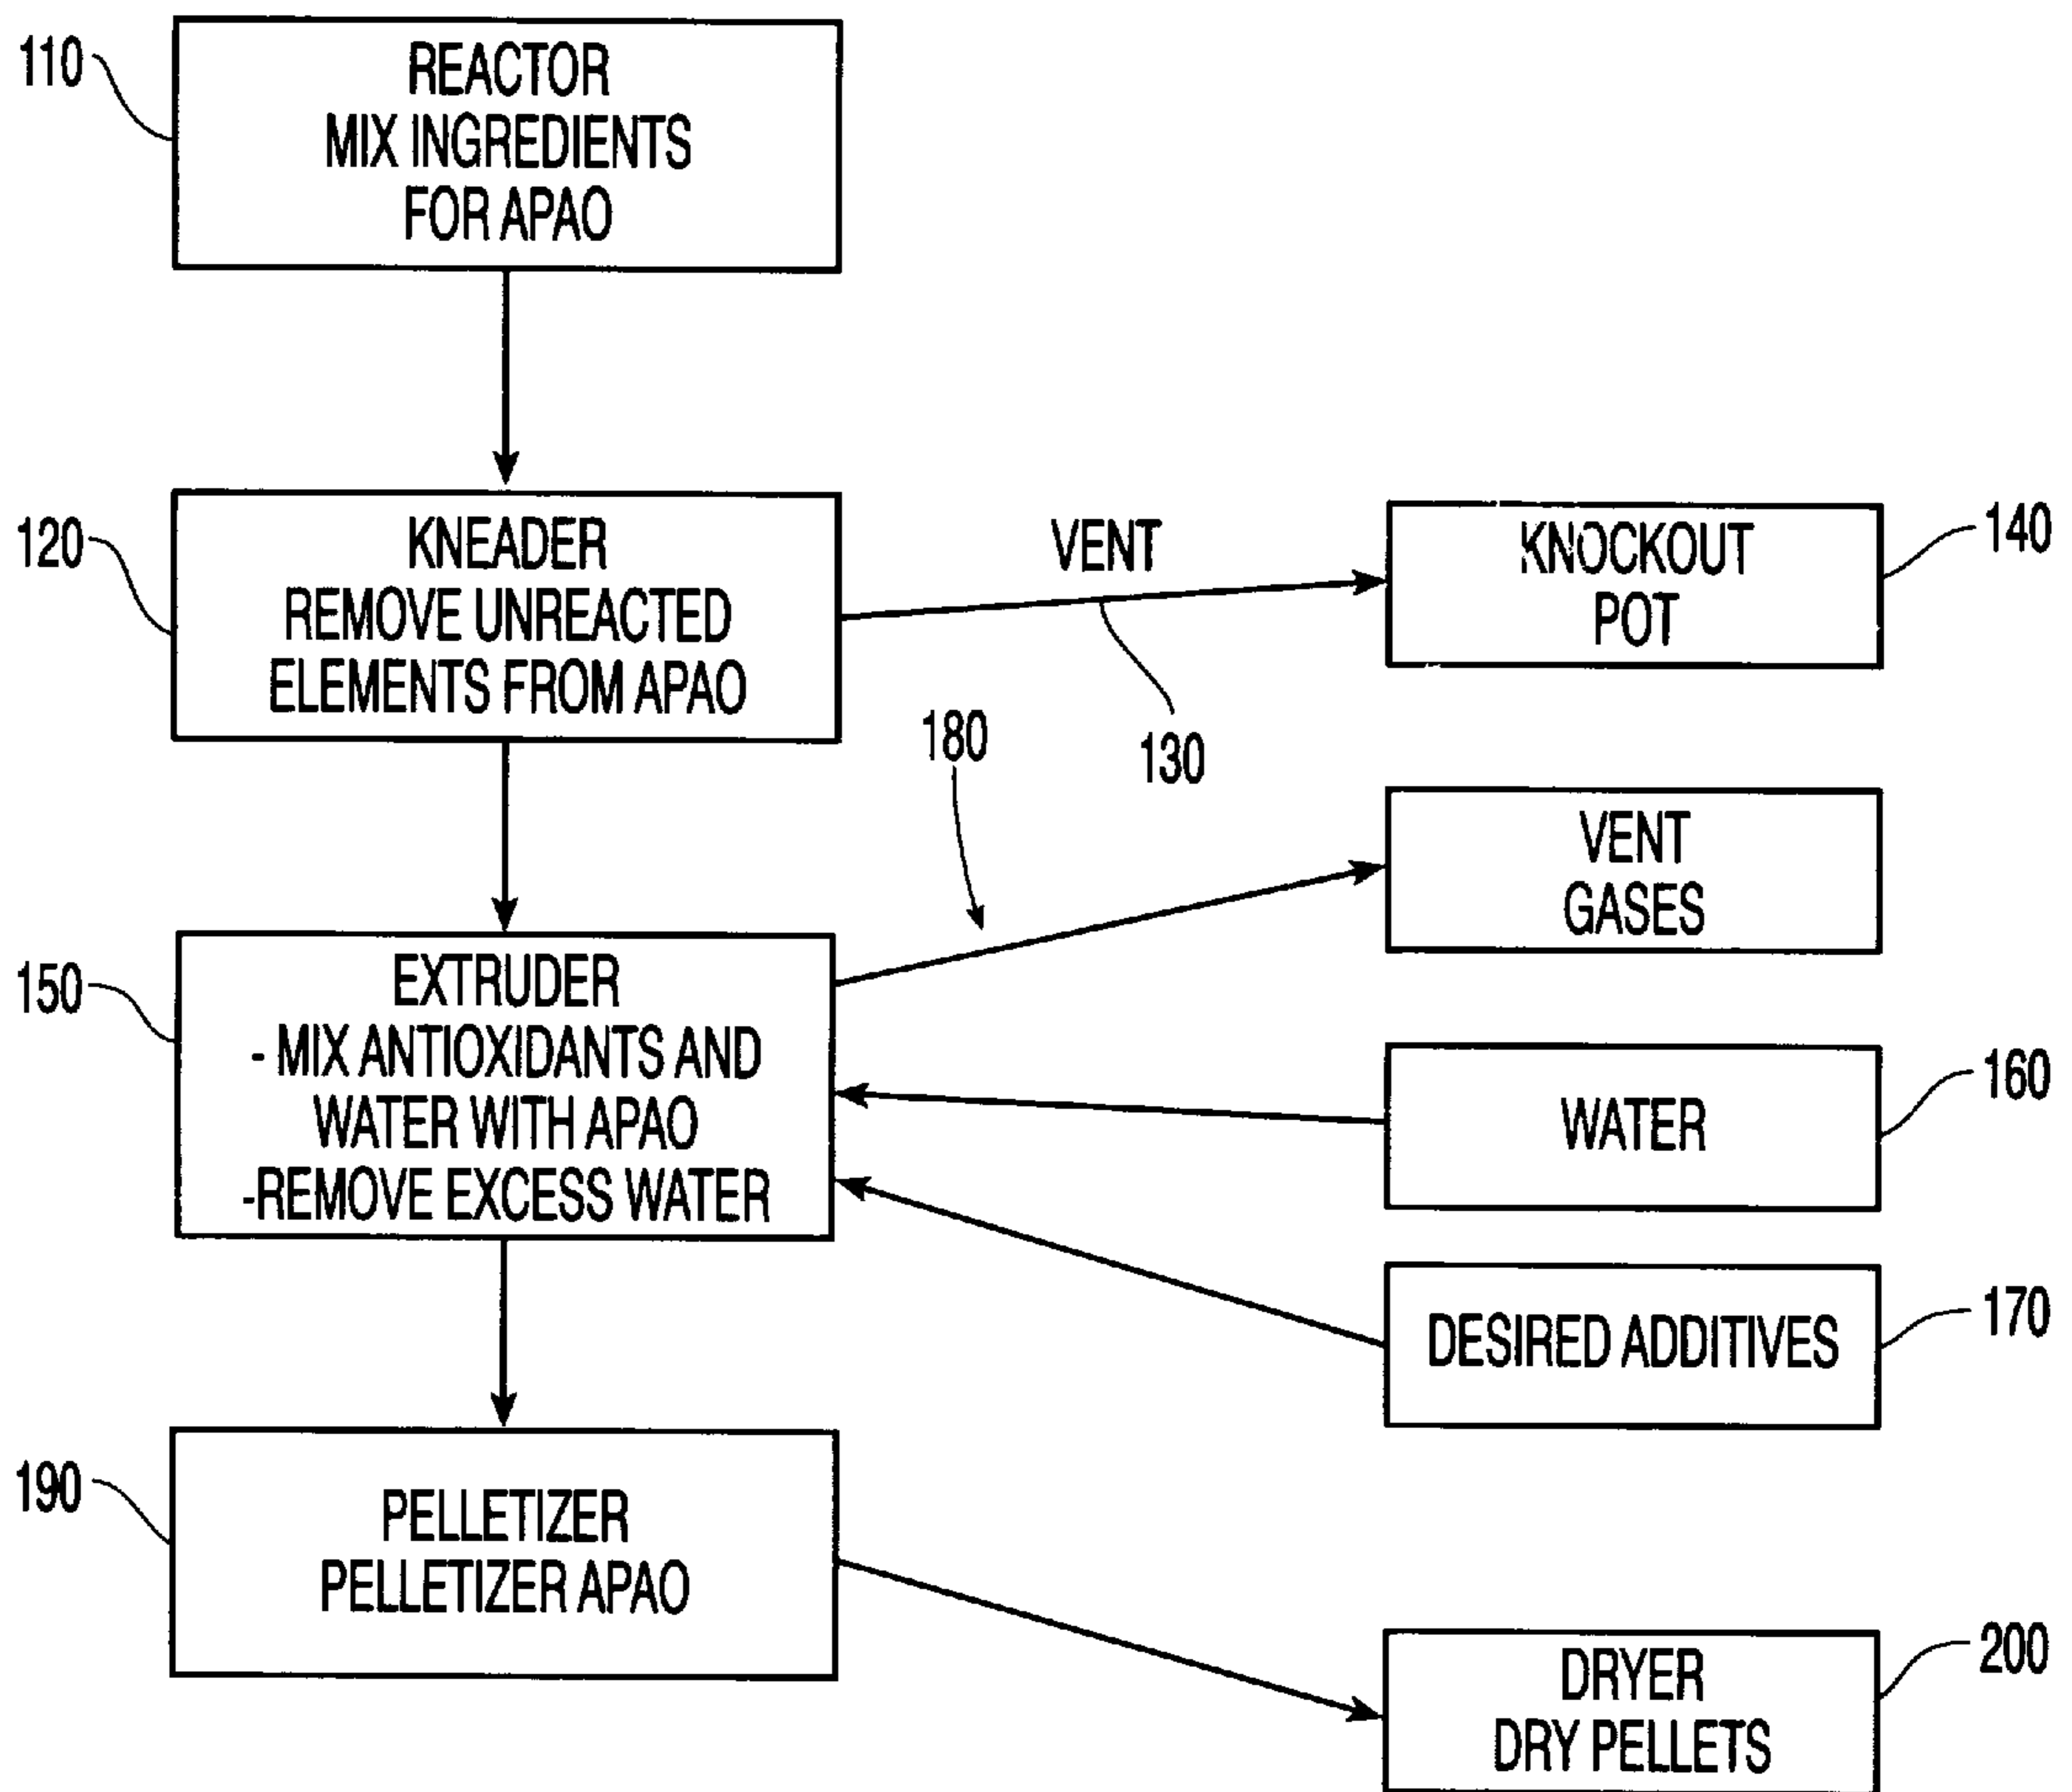 110
REACTOR
MIX INGREDIENTS
FOR APAO
120
KNEADER
REMOVE UNREACTED
ELEMENTS FROM APAO
VENT
130
KNOCKOUT
POT
140
180
VENT
GASES
150
EXTRUDER
- MIX ANTIOXIDANTS AND
WATER WITH APAO
-REMOVE EXCESS WATER
WATER
160
DESIRED ADDITIVES
170
190
PELLETIZER
PELLETIZER APAO
DRYER
DRY PELLETS
200